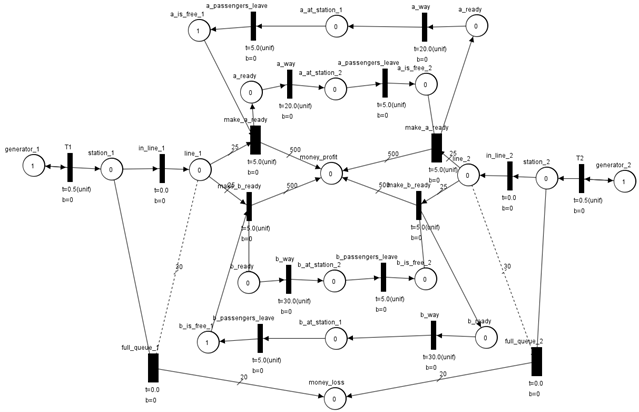 a_is_free_1
a_passengers_leave
a_at_station_1
a_way
a_ready
1
0
0
t=5.0(unif)
b=0
t=20.0(unif)
b=0
a_ready
a_way
a_at_station_2
a_passengers_leave
a_is_free_2
0
0
0
t=20.0(unif)
b=0
t=5.0(unif)
b=0
make_a_ready
make_a_ready
generator_1
T1
station_1
in_line_1
line_1
25
t=5.0(unif)
b=0
500
money_profit
500
t=5.0(unif)
b=0
25
line_2
in_line_2
station_2
T2
generator_2
1
0
0
0
0
0
1
t=0.5(unif)
b=0
t=0.0
b=0
25
make_b_ready
500
500
make_b_ready
25
t=0.0
b=0
t=0.5(unif)
b=0
t=5.0(unif)
b=0
t=5.0(unif)
b=0
30
b_ready
b_way
b_at_station_2
b_passengers_leave
b_is_free_2
30
0
0
0
t=30.0(unif)
b=0
t=5.0(unif)
b=0
b_is_free_1
b_passengers_leave
b_at_station_1
b_way
b_ready
1
0
0
full_queue_1
t=5.0(unif)
b=0
t=30.0(unif)
b=0
full_queue_2
t=0.0
b=0
20
money_loss
20
t=0.0
b=0
0